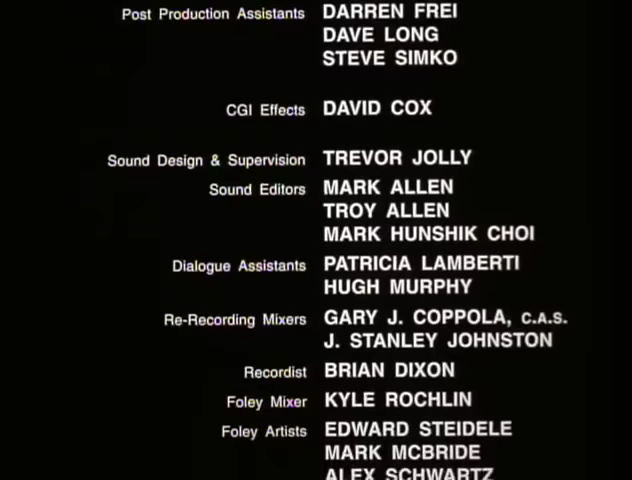 Post Production Assistants DARREN FREI
DAVE LONG
STEVE SIMKO
CGI Effects DAVID COX
Sound Design & Supervision TREVOR JOLLY
Sound Editors MARK ALLEN
TROY ALLEN
MARK HUNSHIK CHOI
Dialogue Assistants PATRICIA LAMBERTI
HUGH MURPHY
Re-Recording Mixers GARY J. COPPOLA, C.A.S.
J. STANLEY JOHNSTON
Recordist BRIAN DIXON
Foley Mixer KYLE ROCHLIN
Foley Artists EDWARD STEIDELE
MARK MCBRIDE
ALEX SCHWARTZ